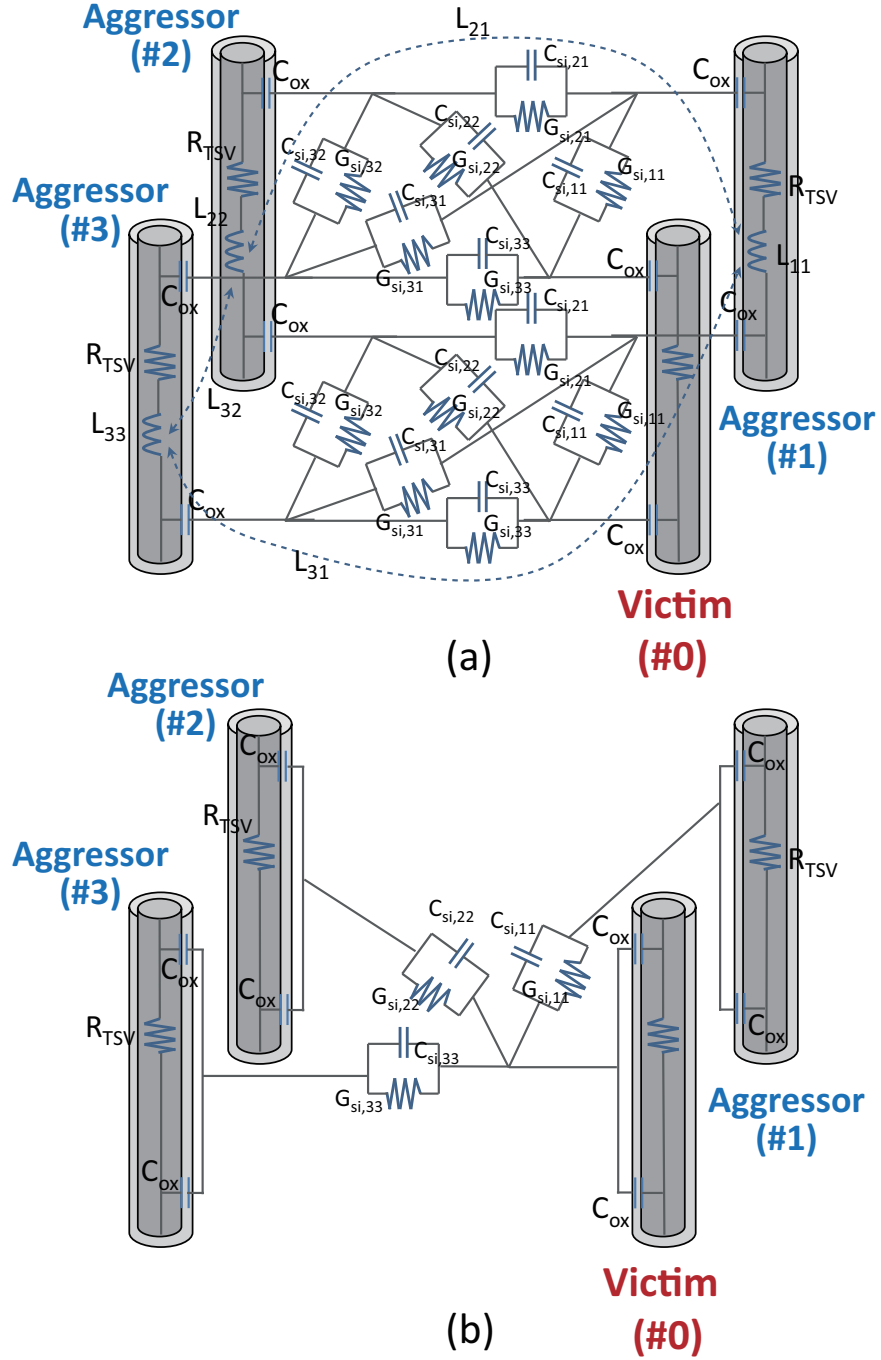 Aggressor
(#2)
L21
Csi,21
Cox
Cox
Csi,22
Gsi,21
Csi,32
Gsi,32
Gsi,22
Csi,11
Gsi,11
RTSV
RTSV
Aggressor
(#3)
L22
Csi,31
L11
Csi,33
Cox
Gsi,31
Gsi,33
Cox
Cox
Csi,21
Cox
RTSV
Csi,22
Gsi,21
Csi,32
Gsi,32
Gsi,22
Csi,11
Gsi,11
L32
L33
Csi,31
Aggressor
(#1)
Csi,33
Cox
Gsi,31
Gsi,33
Cox
L31
Victim
(#0)
(a)
Aggressor
(#2)
Cox
Cox
RTSV
RTSV
Aggressor
(#3)
Csi,22
Csi,11
Cox
Cox
Cox
Gsi,22
Gsi,11
Cox
RTSV
Csi,33
Gsi,33
Aggressor
(#1)
Cox
Cox
Victim
(#0)
(b)